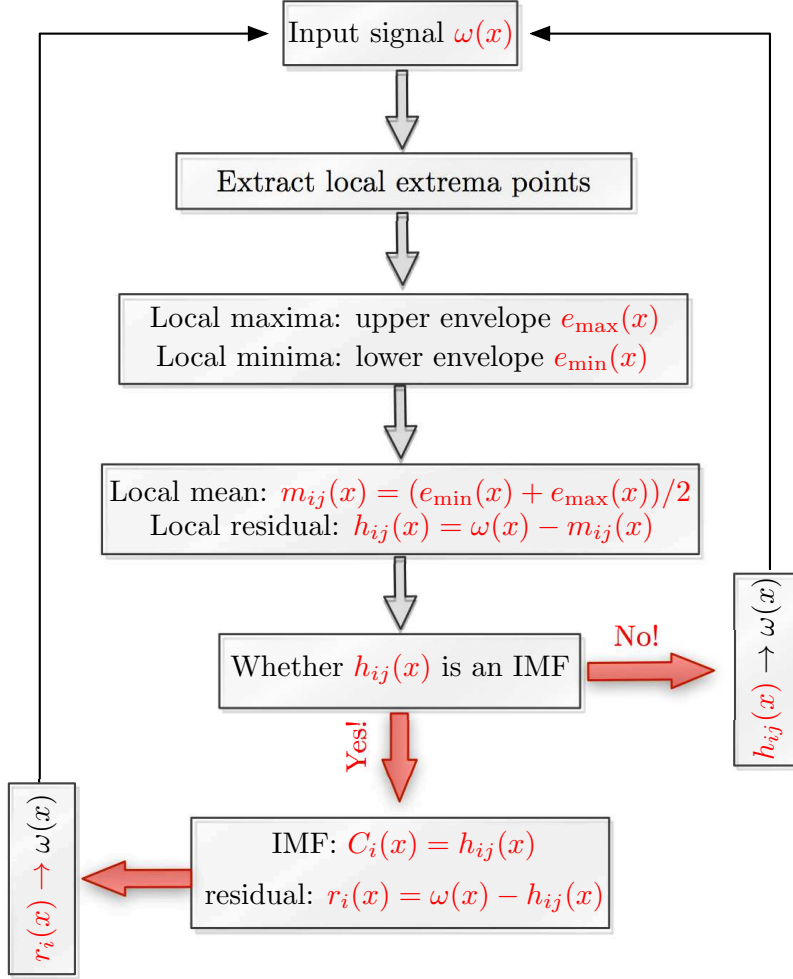 Input signal ω(x)
Extract local extrema points
Local maxima: upper envelope e_max(x)
Local minima: lower envelope e_min(x)
Local mean: m_ij(x) = (e_min(x) + e_max(x))/2
Local residual: h_ij(x) = ω(x) − m_ij(x)
Whether h_ij(x) is an IMF
No!
h_ij(x) → ω(x)
Yes!
IMF: C_i(x) = h_ij(x)
residual: r_i(x) = ω(x) − h_ij(x)
r_i(x) → ω(x)